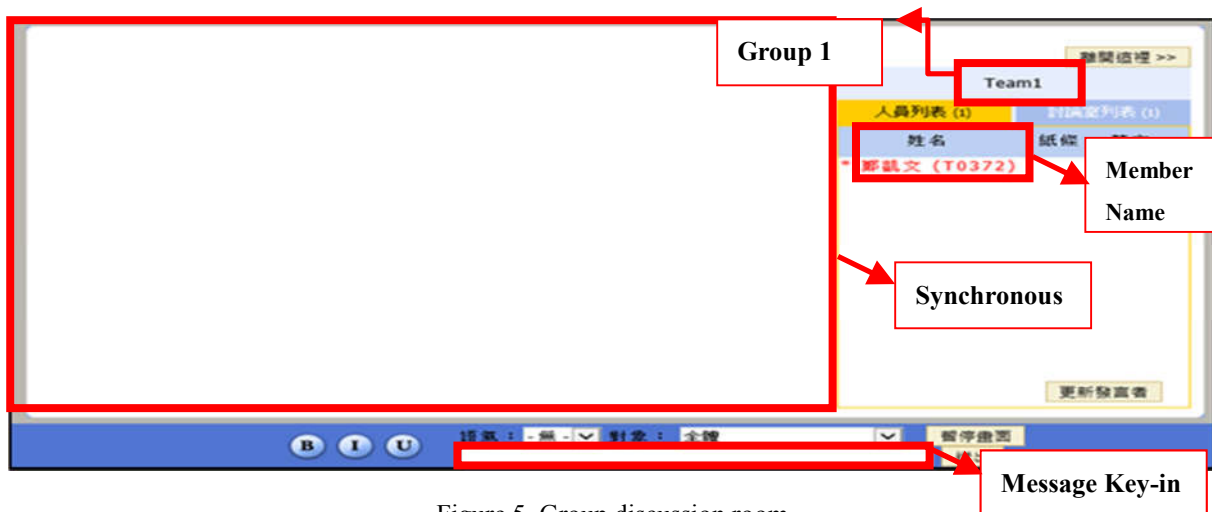 Group 1
離開這裡 >>
Team1
人員列表 (1)
討論室列表 (1)
姓名
紙條
Member
Name
* 鄭凱文 (T0372)
Synchronous
更新發言者
B I U
語氣： - 無 - 對象： 全體
暫停畫面
Message Key-in
Figure 5. Group discussion room